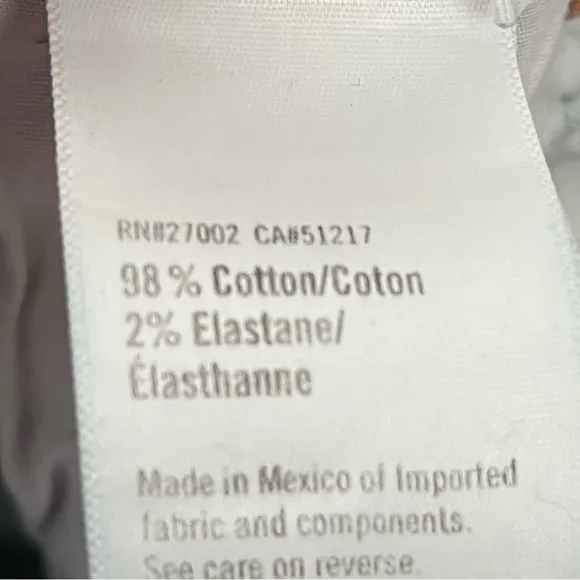 RN#27002 CA#51217
98% Cotton/Coton
2% Elastane/
Élasthanne
Made in Mexico of Imported
fabric and components.
See care on reverse.